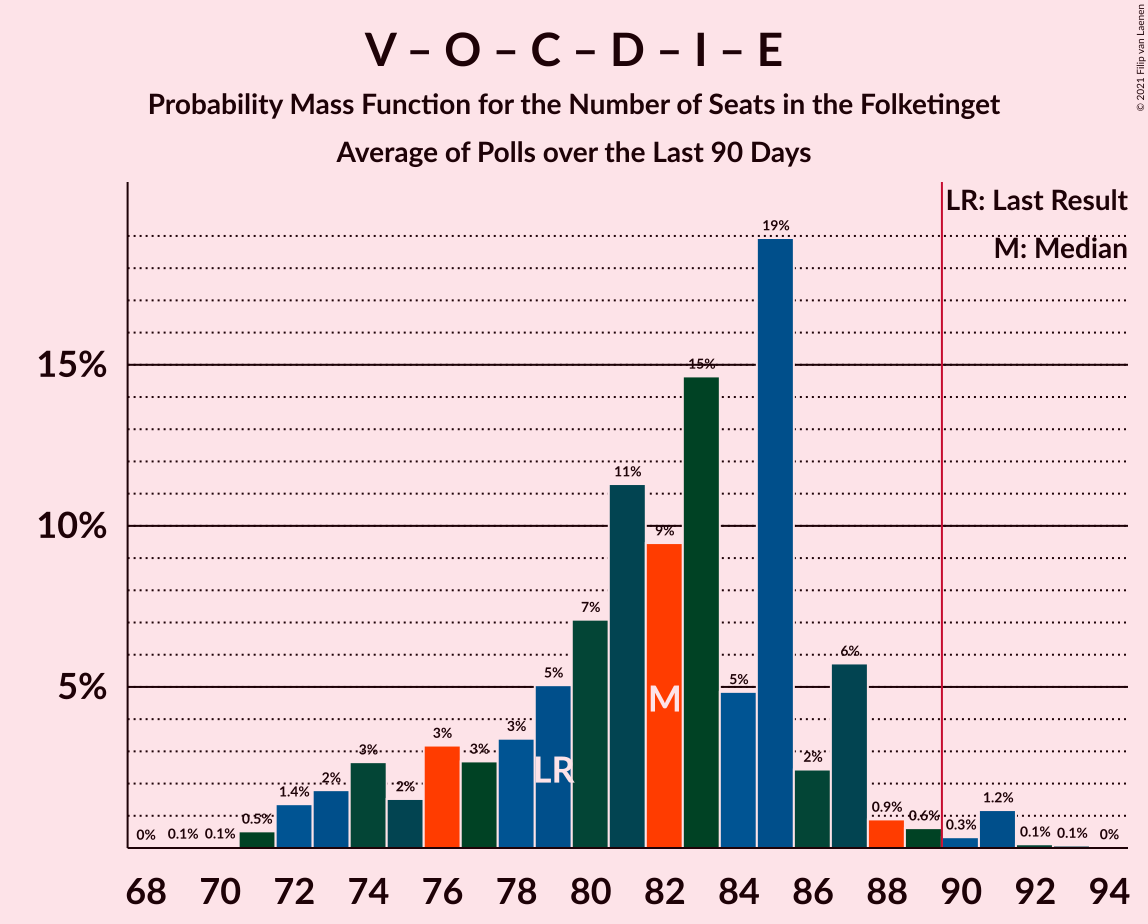 V – O – C – D – I – E
Probability Mass Function for the Number of Seats in the Folketinget
Average of Polls over the Last 90 Days
© 2021 Filip van Laenen
LR: Last Result
M: Median
15%
10%
5%
0% 0.1% 0.1% 0.5% 1.4% 2% 3% 2% 3% 3% 3% 5% 7% 11% 9% 15% 5% 19% 2% 6% 0.9% 0.6% 0.3% 1.2% 0.1% 0.1% 0%
LR
M
68 70 72 74 76 78 80 82 84 86 88 90 92 94